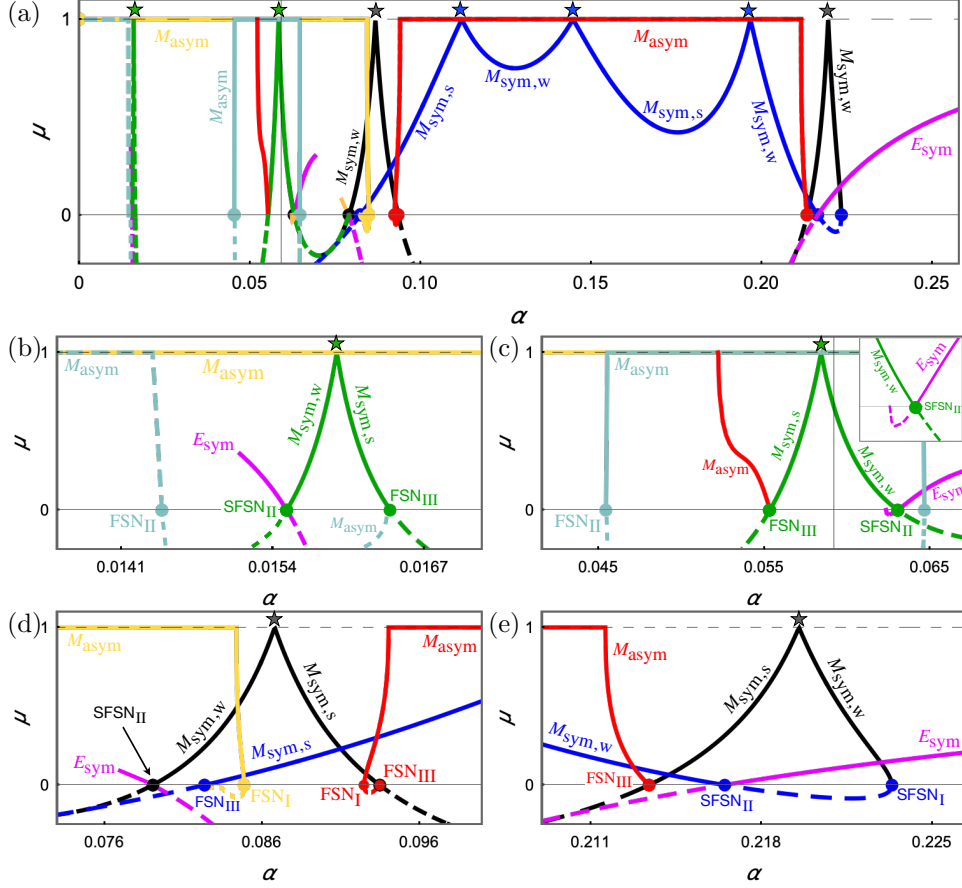 (a)
1
0
μ
M_asym
M_asym
M_sym,w
M_sym,s
M_sym,w
M_sym,s
M_asym
M_sym,w
M_sym,w
E_sym
0 0.05 0.10 0.15 0.20 0.25
α
(b)
1
0
μ
M_asym
M_asym
M_sym,w
M_sym,s
E_sym
FSN_II
SFSN_II
FSN_III
M_asym
0.0141 0.0154 0.0167
α
(c)
1
0
μ
M_asym
M_asym
M_sym,s
M_sym,w
E_sym
FSN_II
FSN_III
SFSN_II
M_sym,w
E_sym
SFSN_II
0.045 0.055 0.065
α
(d)
1
0
μ
M_asym
M_asym
SFSN_II
M_sym,w
M_sym,s
M_sym,s
E_sym
FSN_III
FSN_I
FSN_I
FSN_III
0.076 0.086 0.096
α
(e)
1
0
μ
M_asym
M_sym,s
M_sym,w
M_sym,w
E_sym
FSN_III
SFSN_II
SFSN_I
0.211 0.218 0.225
α